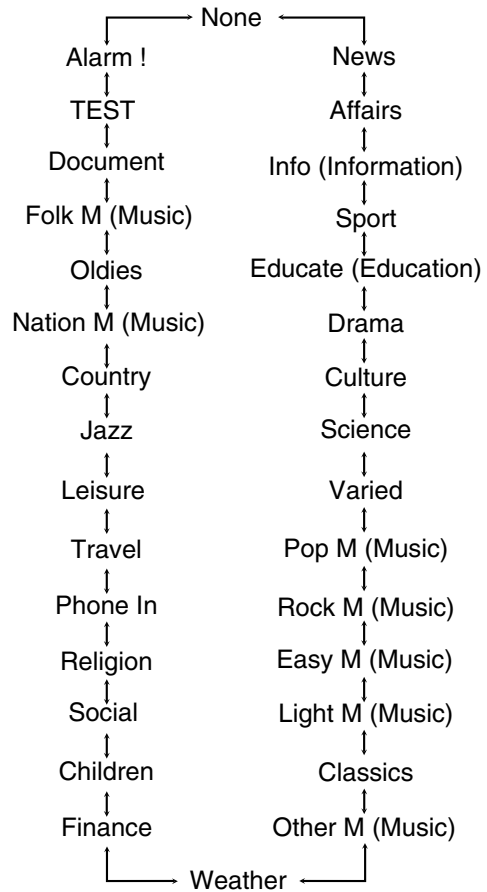 None
Alarm !
TEST
Document
Folk M (Music)
Oldies
Nation M (Music)
Country
Jazz
Leisure
Travel
Phone In
Religion
Social
Children
Finance
News
Affairs
Info (Information)
Sport
Educate (Education)
Drama
Culture
Science
Varied
Pop M (Music)
Rock M (Music)
Easy M (Music)
Light M (Music)
Classics
Other M (Music)
Weather